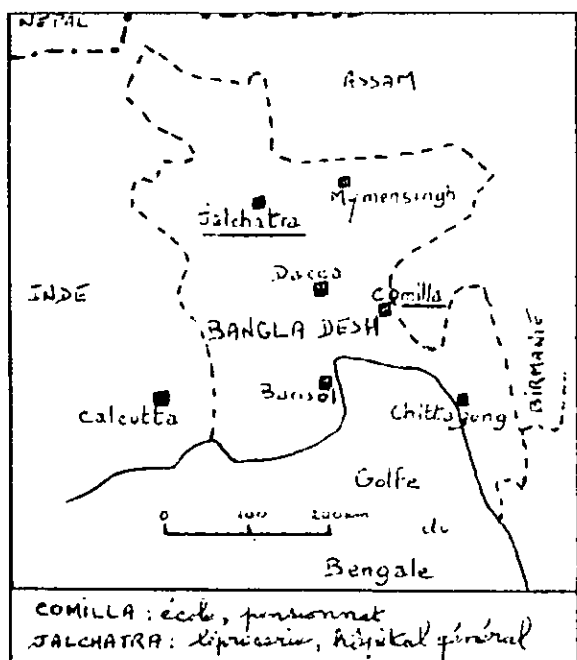 NÉPAL
ASSAM
Mymensingh
Jalchatra
Dacca
INDE
Comilla
BANGLA DESH
BIRMANIE
Barisol
Calcutta
Chittagong
Golfe
0 100 200km
du
Bengale
COMILLA : école, pensionnat
JALCHATRA : léproserie, hôpital général